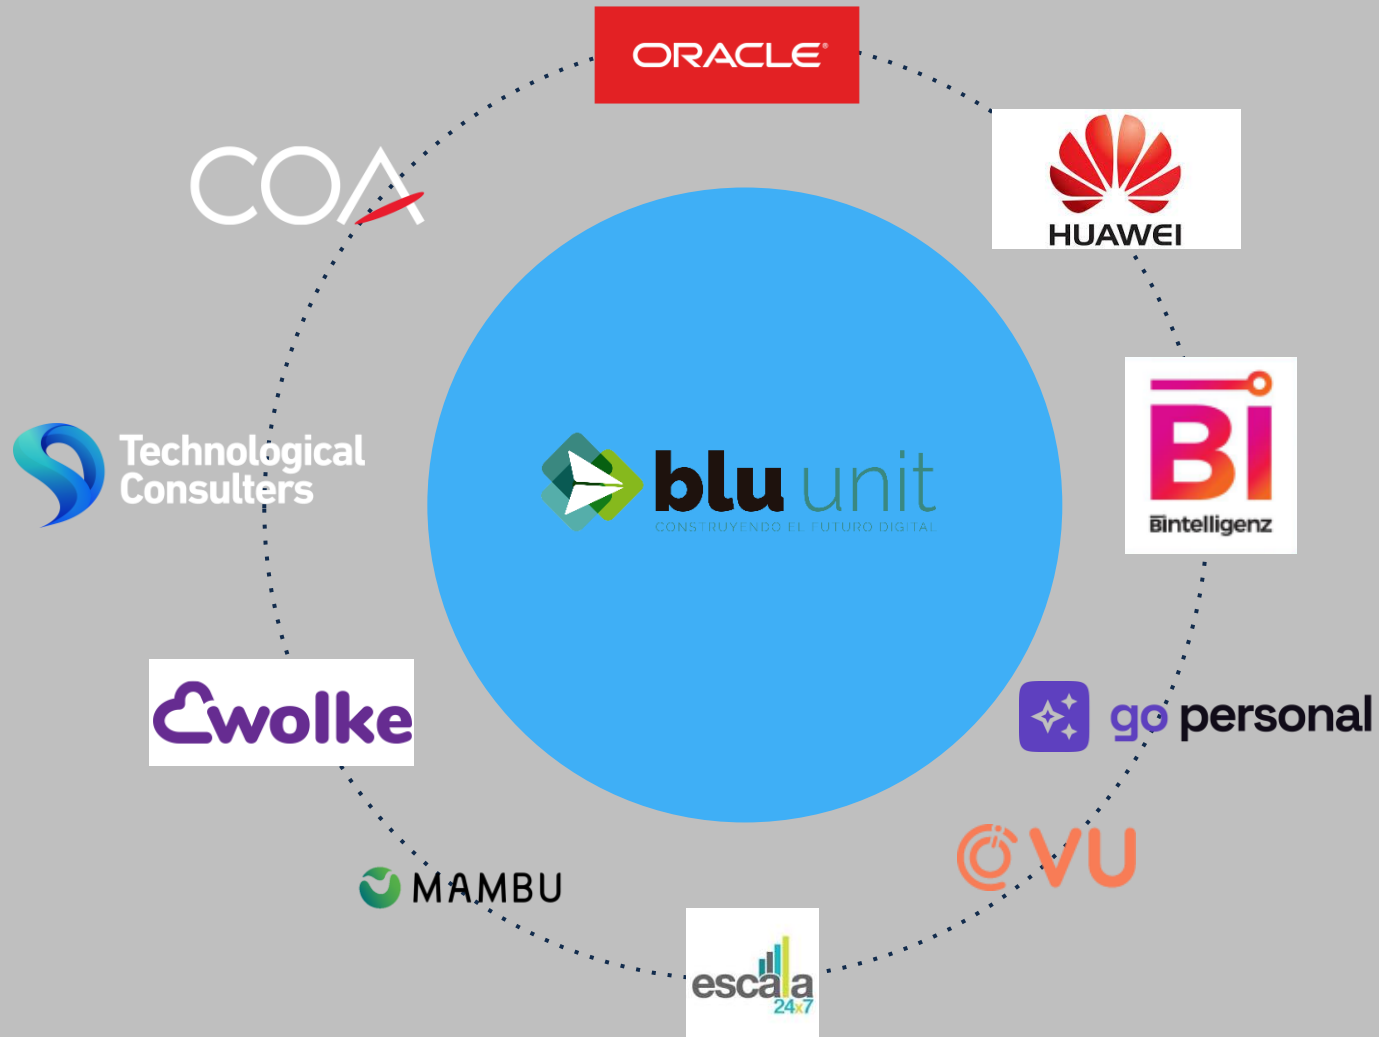 ORACLE®
COA
HUAWEI
BI
Bintelligenz
Technological
Consulters
blu unit
CONSTRUYENDO EL FUTURO DIGITAL
wolke
go personal
VU
MAMBU
escala
24x7